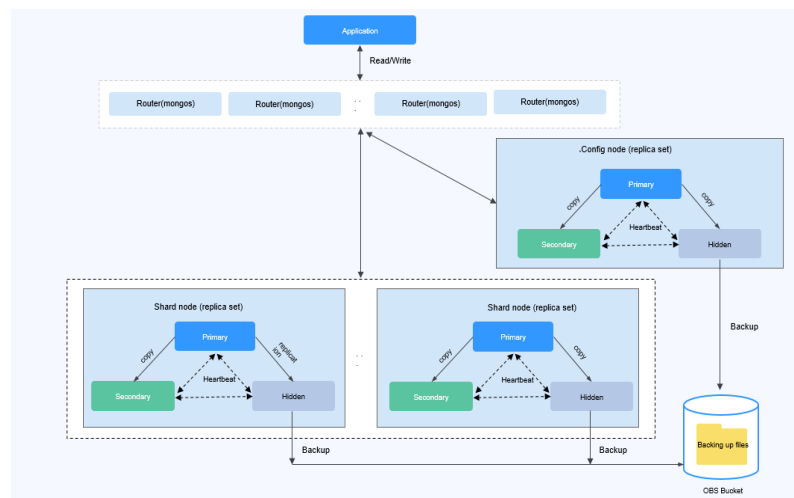 Application
Read/Write
Router(mongos)
Router(mongos)
. .
.
Router(mongos)
Router(mongos)
.Config node (replica set)
Primary
copy
copy
Heartbeat
Secondary
Hidden
Backup
Shard node (replica set)
Primary
copy
replicat
ion
Heartbeat
Secondary
Hidden
. .
.
Shard node (replica set)
Primary
copy
copy
Heartbeat
Secondary
Hidden
Backup
Backup
Backing up files
OBS Bucket